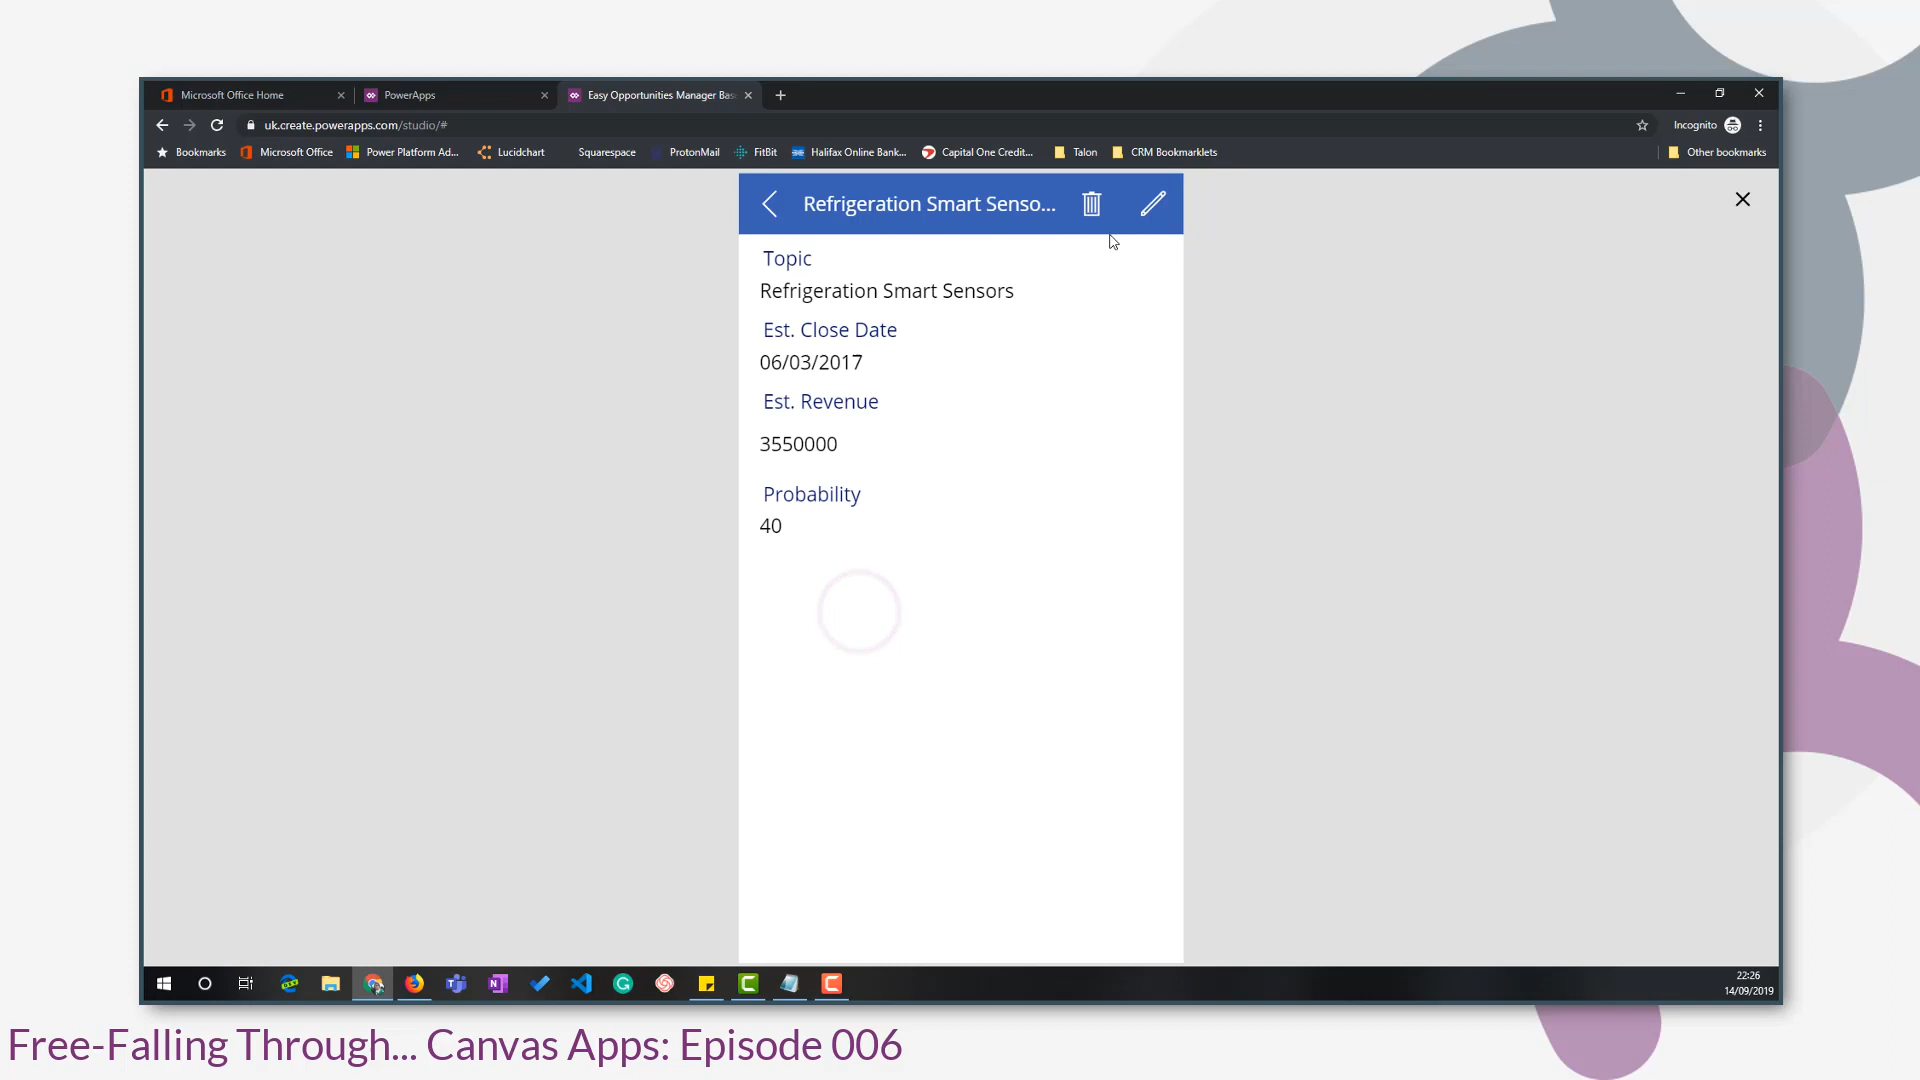 Microsoft Office Home
PowerApps
Easy Opportunities Manager Bas
uk.create.powerapps.com/studio/#
Incognito
Bookmarks
Microsoft Office
Power Platform Ad...
Lucidchart
Squarespace
ProtonMail
FitBit
Halifax Online Bank...
Capital One Credit...
Talon
CRM Bookmarklets
Other bookmarks
Refrigeration Smart Senso...
Topic
Refrigeration Smart Sensors
Est. Close Date
06/03/2017
Est. Revenue
3550000
Probability
40
22:26
14/09/2019
Free-Falling Through... Canvas Apps: Episode 006